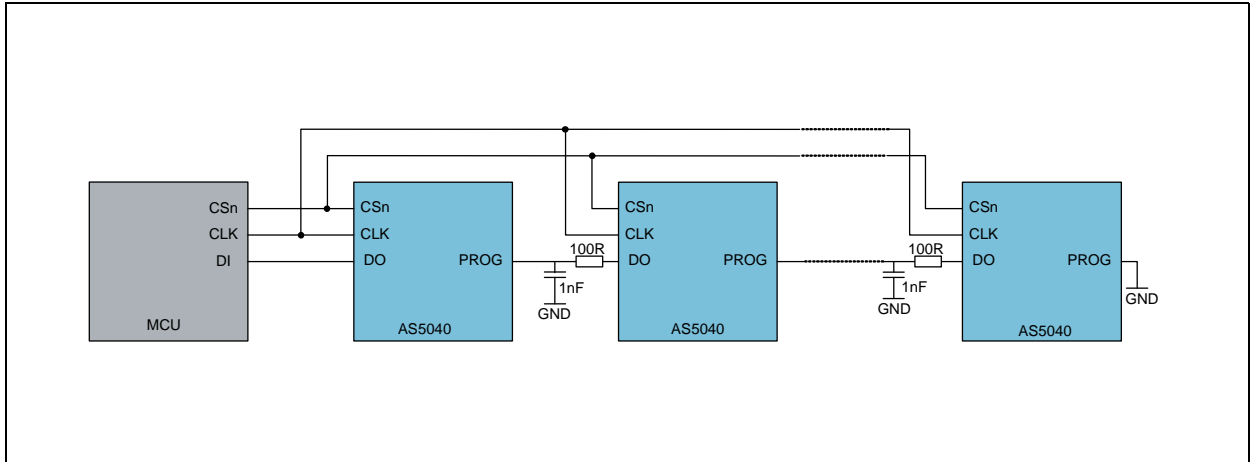 CSn
CLK
DI
MCU
CSn
CLK
DO
PROG
AS5040
1nF
GND
100R
CSn
CLK
DO
PROG
AS5040
1nF
GND
100R
CSn
CLK
DO
PROG
AS5040
GND